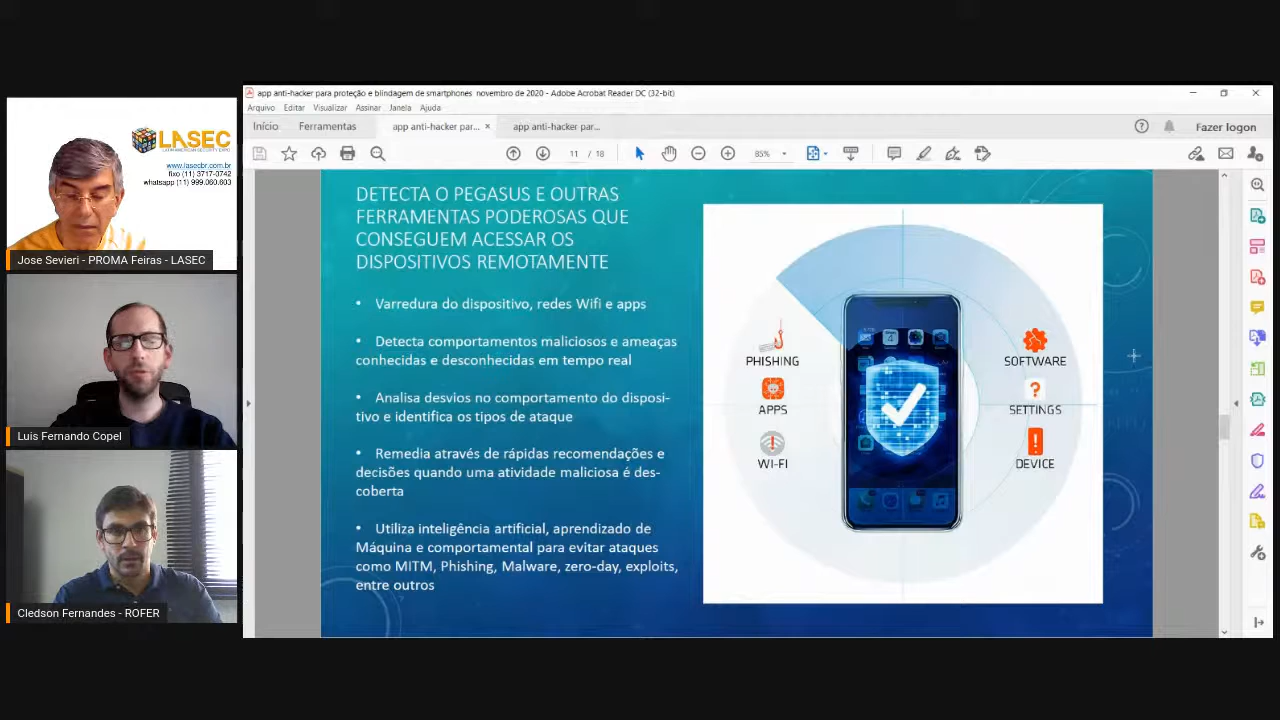 LASEC
LATIN AMERICAN SECURITY EXPO
www.lasecbr.com.br
fixo (11) 3717-0742
whatsapp (11) 999.060.603
Jose Sevieri - PROMA Feiras - LASEC
Luis Fernando Copel
Cledson Fernandes - ROFER
app anti-hacker para proteção e blindagem de smartphones novembro de 2020 - Adobe Acrobat Reader DC (32-bit)
Arquivo Editar Visualizar Assinar Janela Ajuda
Início Ferramentas app anti-hacker par... × app anti-hacker par... Fazer logon
11 / 18 85%
DETECTA O PEGASUS E OUTRAS
FERRAMENTAS PODEROSAS QUE
CONSEGUEM ACESSAR OS
DISPOSITIVOS REMOTAMENTE
• Varredura do dispositivo, redes Wifi e apps
• Detecta comportamentos maliciosos e ameaças
conhecidas e desconhecidas em tempo real
• Analisa desvios no comportamento do disposi-
tivo e identifica os tipos de ataque
• Remedia através de rápidas recomendações e
decisões quando uma atividade maliciosa é des-
coberta
• Utiliza inteligência artificial, aprendizado de
Máquina e comportamental para evitar ataques
como MITM, Phishing, Malware, zero-day, exploits,
entre outros
PHISHING
APPS
WI-FI
SOFTWARE
SETTINGS
DEVICE